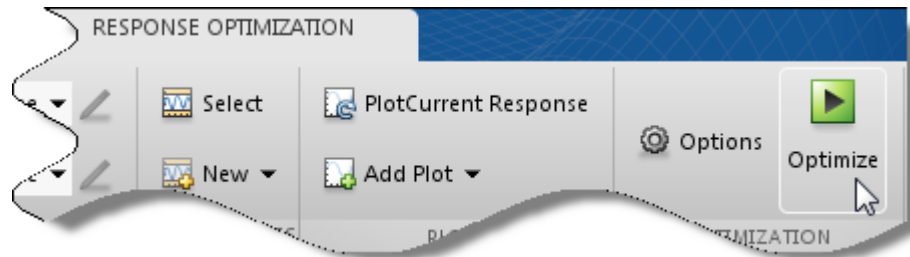 RESPONSE OPTIMIZATION
Select
PlotCurrent Response
Options
Optimize
New
Add Plot